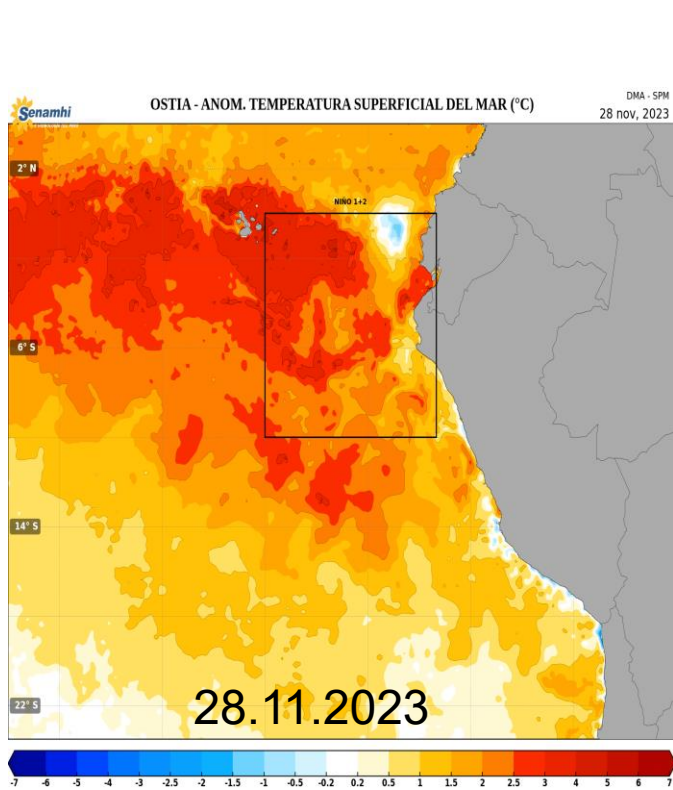 Senamhi
OSTIA - ANOM. TEMPERATURA SUPERFICIAL DEL MAR (°C)
DMA - SPM
28 nov, 2023
2° N
NIÑO 1+2
6° S
14° S
22° S
28.11.2023
-7 -6 -5 -4 -3 -2.5 -2 -1.5 -1 -0.5 -0.2 0.2 0.5 1 1.5 2 2.5 3 4 5 6 7